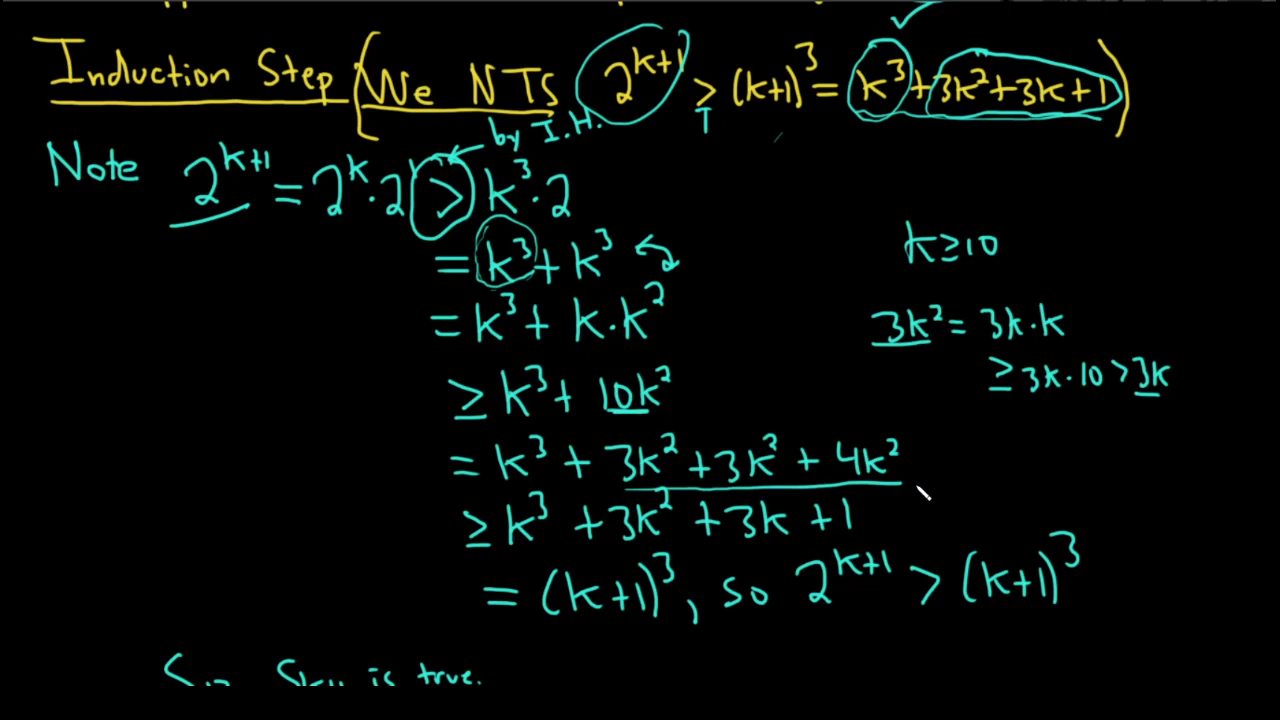 Induction Step (We NTS 2^{k+1} > (k+1)^3 = k^3 + 3k^2 + 3k + 1)
T
by I.H.
Note 2^{k+1} = 2^k · 2 > k^3 · 2
= k^3 + k^3
k ≥ 10
= k^3 + k · k^2
3k^2 = 3k · k
≥ 3k · 10 > 3k
≥ k^3 + 10k^2
= k^3 + 3k^2 + 3k^2 + 4k^2
≥ k^3 + 3k^2 + 3k + 1
= (k+1)^3, so 2^{k+1} > (k+1)^3
is true.